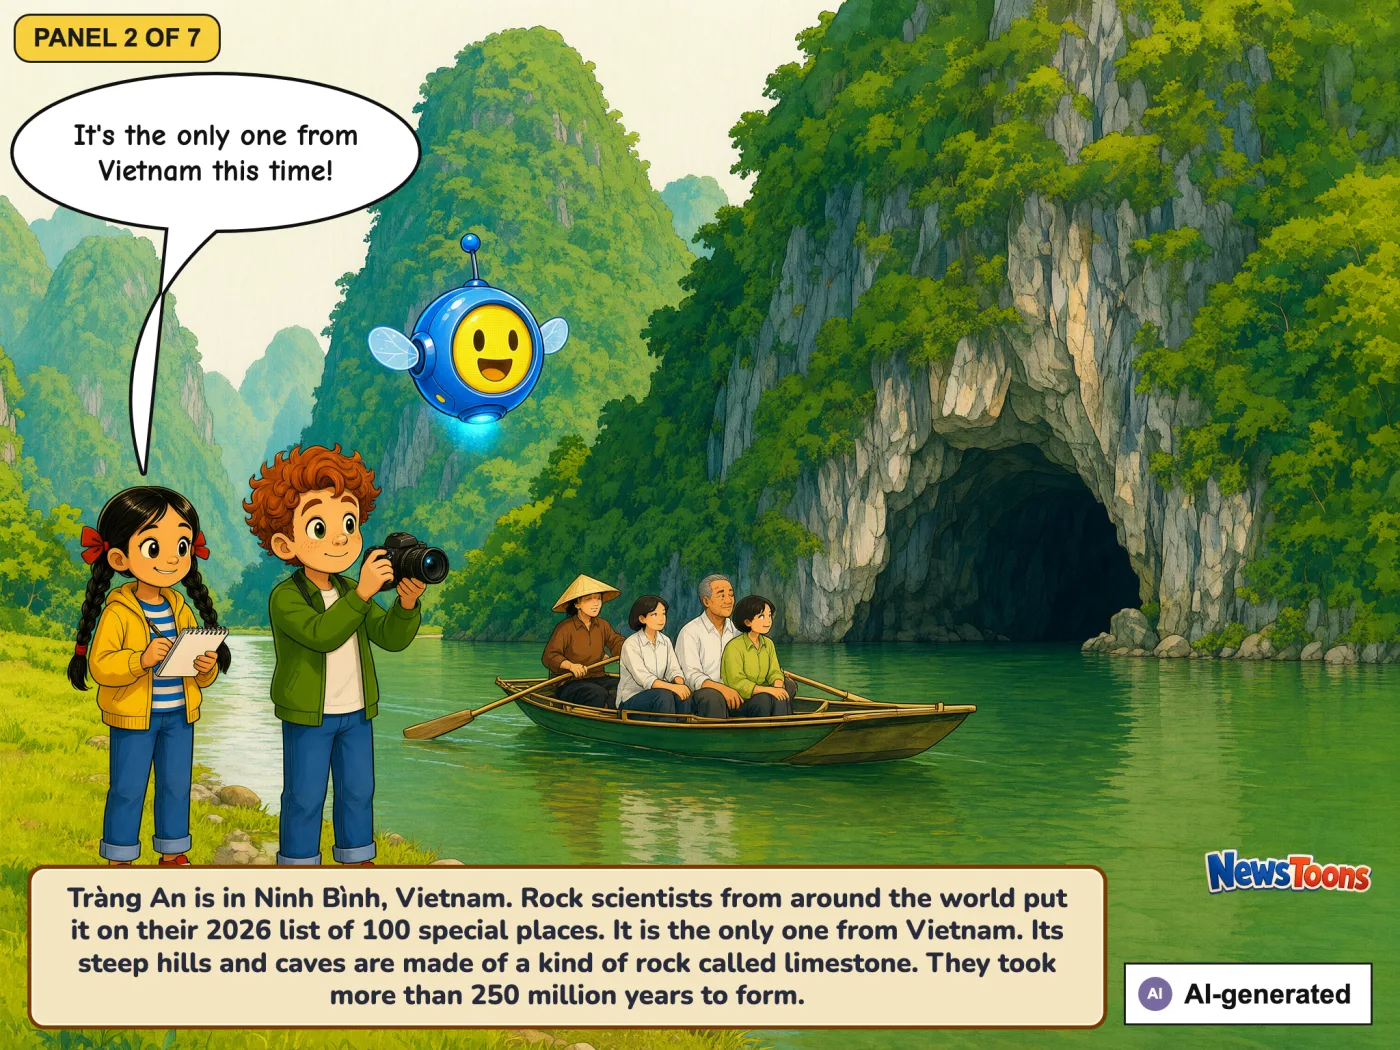 PANEL 2 OF 7
It's the only one from
Vietnam this time!
Tràng An is in Ninh Bình, Vietnam. Rock scientists from around the world put
it on their 2026 list of 100 special places. It is the only one from Vietnam. Its
steep hills and caves are made of a kind of rock called limestone. They took
more than 250 million years to form.
NewsToons
AI AI-generated